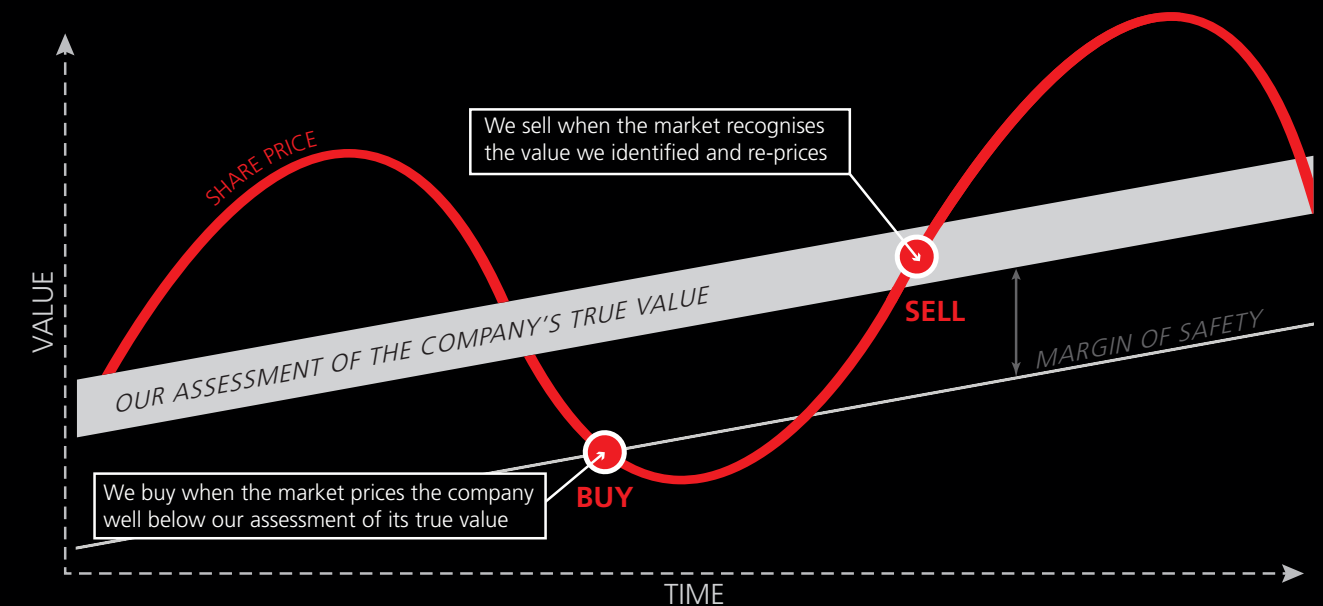 SHARE PRICE
We sell when the market recognises
the value we identified and re-prices
VALUE
OUR ASSESSMENT OF THE COMPANY'S TRUE VALUE
SELL
MARGIN OF SAFETY
We buy when the market prices the company
well below our assessment of its true value
BUY
TIME